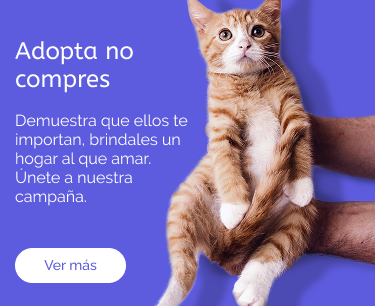 Adopta no
compres
Demuestra que ellos te
importan, brindales un
hogar al que amar.
Únete a nuestra
campaña.
Ver más